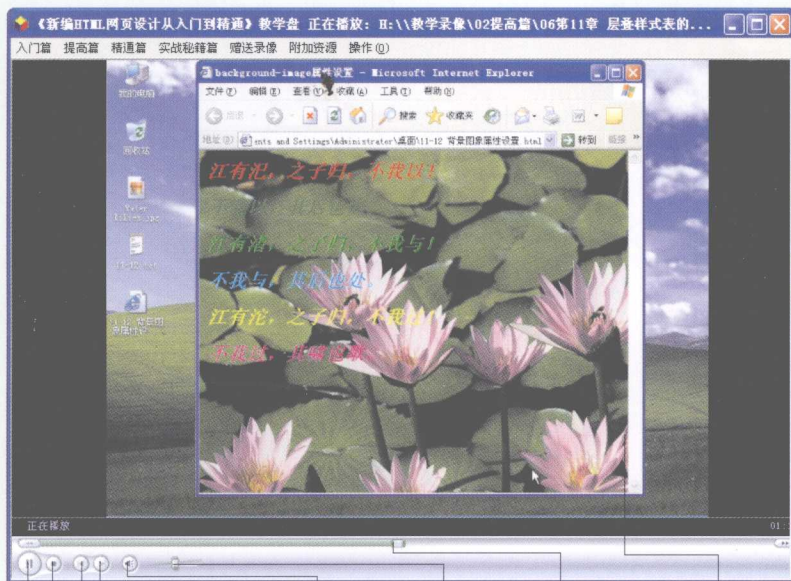 《新编HTML网页设计从入门到精通》教学盘 正在播放：H:\\教学录像\02提高篇\06第11章 层叠样式表的...
入门篇 提高篇 精通篇 实战秘籍篇 赠送录像 附加资源 操作(O)
我的电脑
回收站
background-image属性设置 - Microsoft Internet Explorer
文件(F) 编辑(E) 查看(V) 收藏(A) 工具(T) 帮助(H)
后退 搜索 收藏夹
地址(D) ents and Settings\Administrater\桌面\11-12 背景图象属性设置 html 转到 链接 »
江有汜，之子归，不我以！
江有渚，之子归，不我与！
不我与，其后也处。
江有沱，之子归，不我过！
不我过，其啸也歌。
正在播放